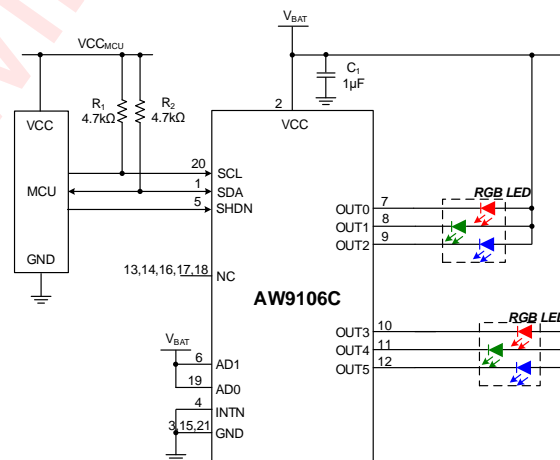 VBAT
VCCMCU
C1
1µF
R1
4.7kΩ
R2
4.7kΩ
2
VCC
VCC
MCU
GND
20
SCL
1
SDA
5
SHDN
RGB LED
OUT0
7
OUT1
8
OUT2
9
13,14,16,17,18
NC
AW9106C
RGB LED
OUT3
10
OUT4
11
OUT5
12
VBAT
6
AD1
19
AD0
4
INTN
3,15,21
GND